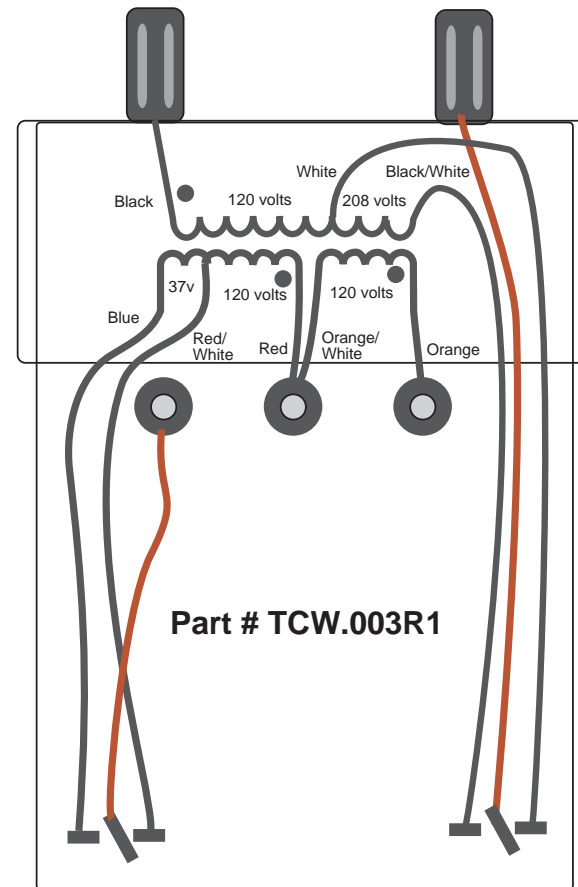 White
Black/White
Black
120 volts
208 volts
37v
120 volts
120 volts
Blue
Red/
White
Red
Orange/
White
Orange
Part # TCW.003R1